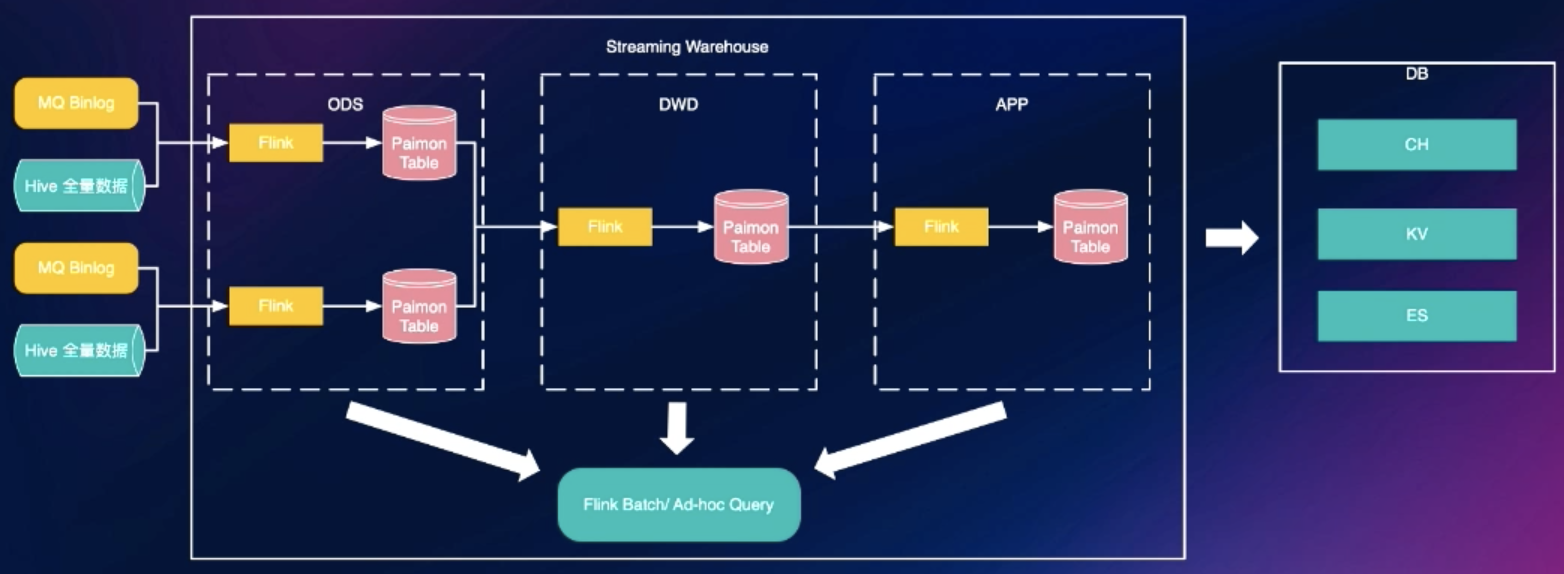 Streaming Warehouse
MQ Binlog
Hive 全量数据
MQ Binlog
Hive 全量数据
ODS
Flink
Paimon
Table
Flink
Paimon
Table
DWD
Flink
Paimon
Table
APP
Flink
Paimon
Table
Flink Batch/ Ad-hoc Query
DB
CH
KV
ES